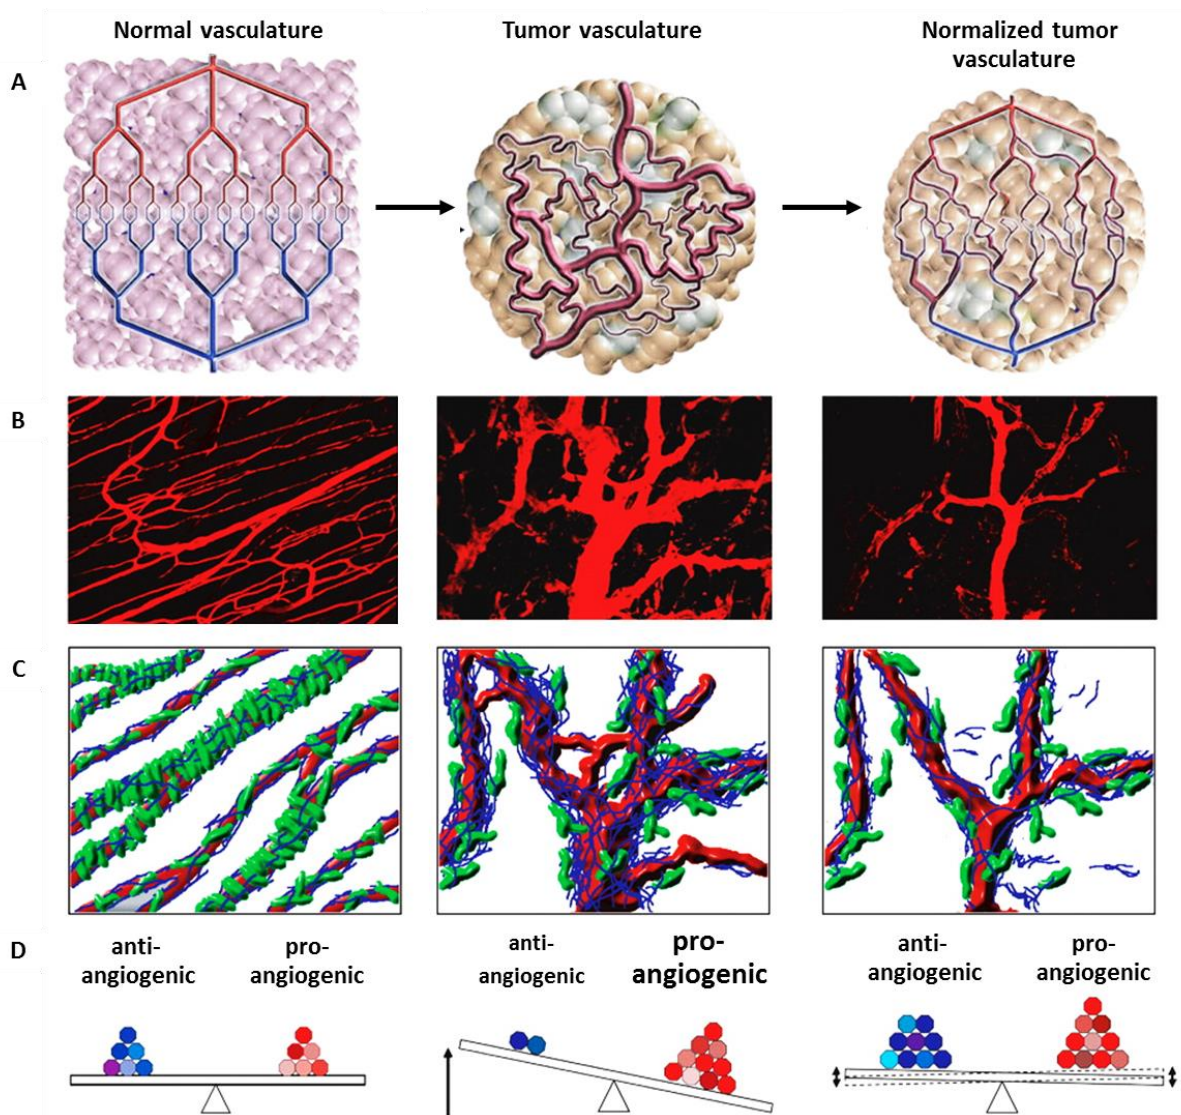 Normal vasculature
Tumor vasculature
Normalized tumor
vasculature
A
B
C
D
anti-
angiogenic
pro-
angiogenic
anti-
angiogenic
pro-
angiogenic
anti-
angiogenic
pro-
angiogenic